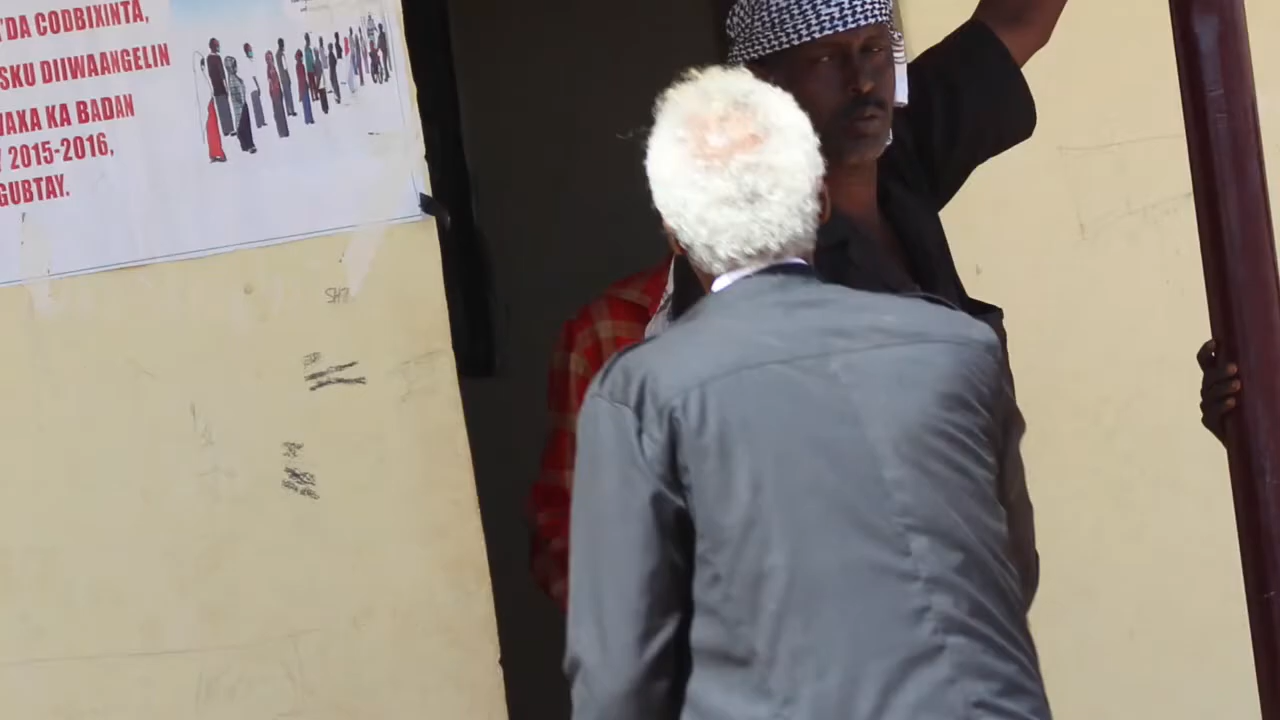 'DA CODBIXINTA,
SKU DIIWAANGELIN
WAXA KA BADAN
Y 2015-2016,
GUBTAY.